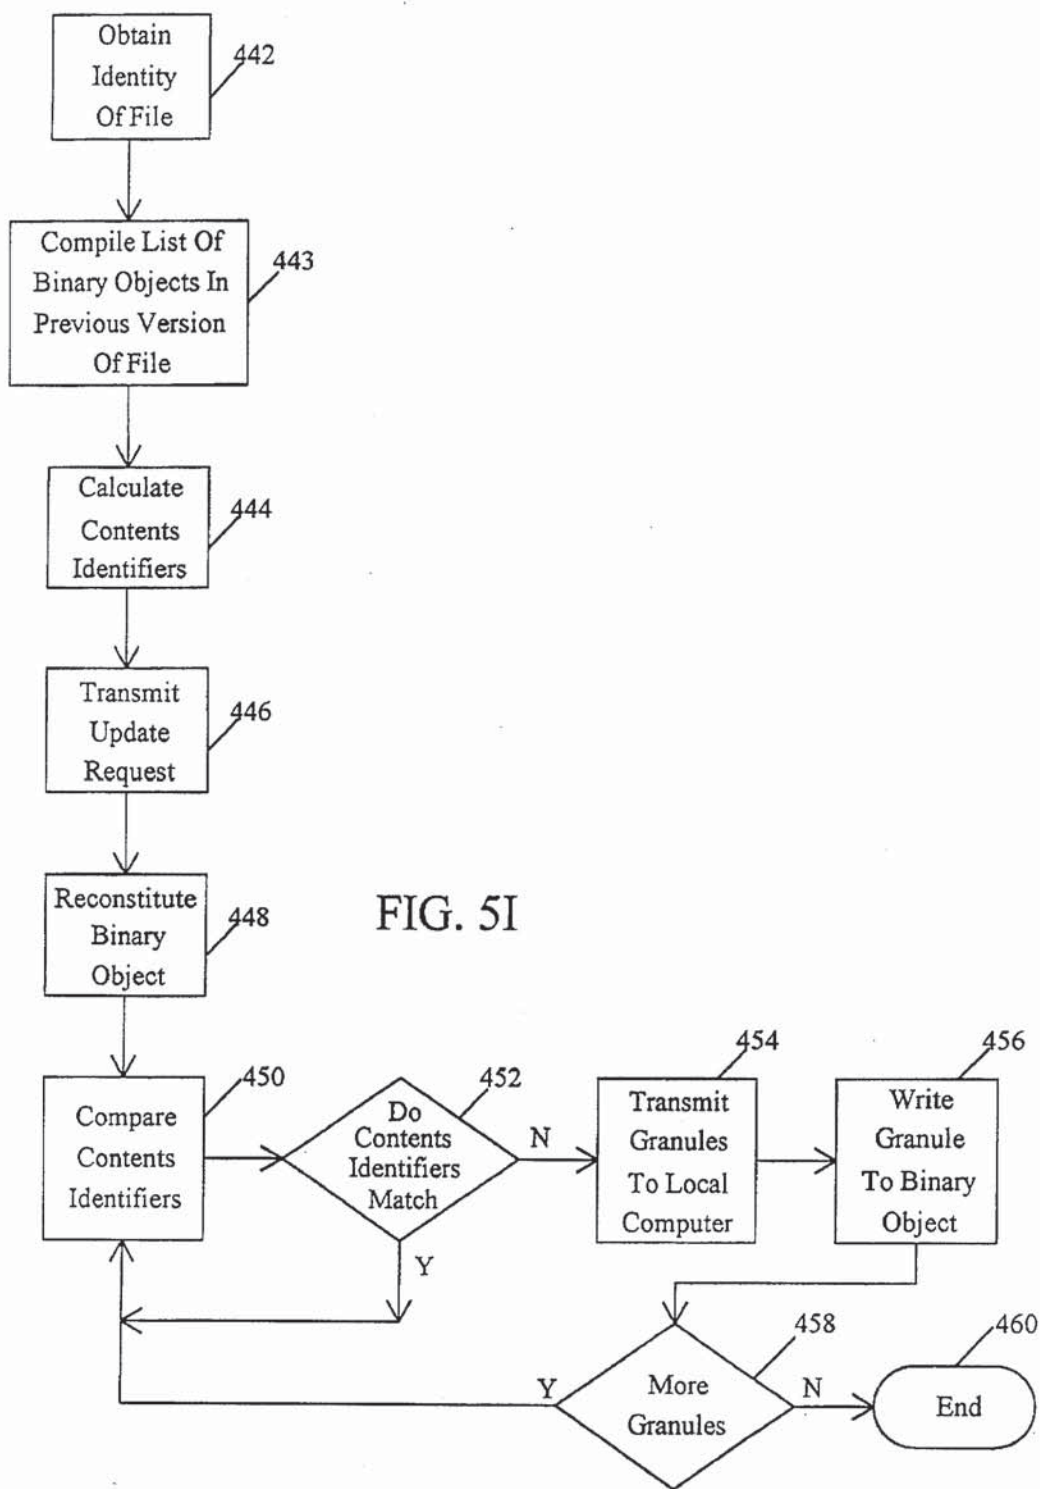 Obtain
Identity
Of File
442
Compile List Of
Binary Objects In
Previous Version
Of File
443
Calculate
Contents
Identifiers
444
Transmit
Update
Request
446
Reconstitute
Binary
Object
448
FIG. 5I
Compare
Contents
Identifiers
450
Do
Contents
Identifiers
Match
452
N
Y
Transmit
Granules
To Local
Computer
454
Write
Granule
To Binary
Object
456
More
Granules
458
Y
N
End
460